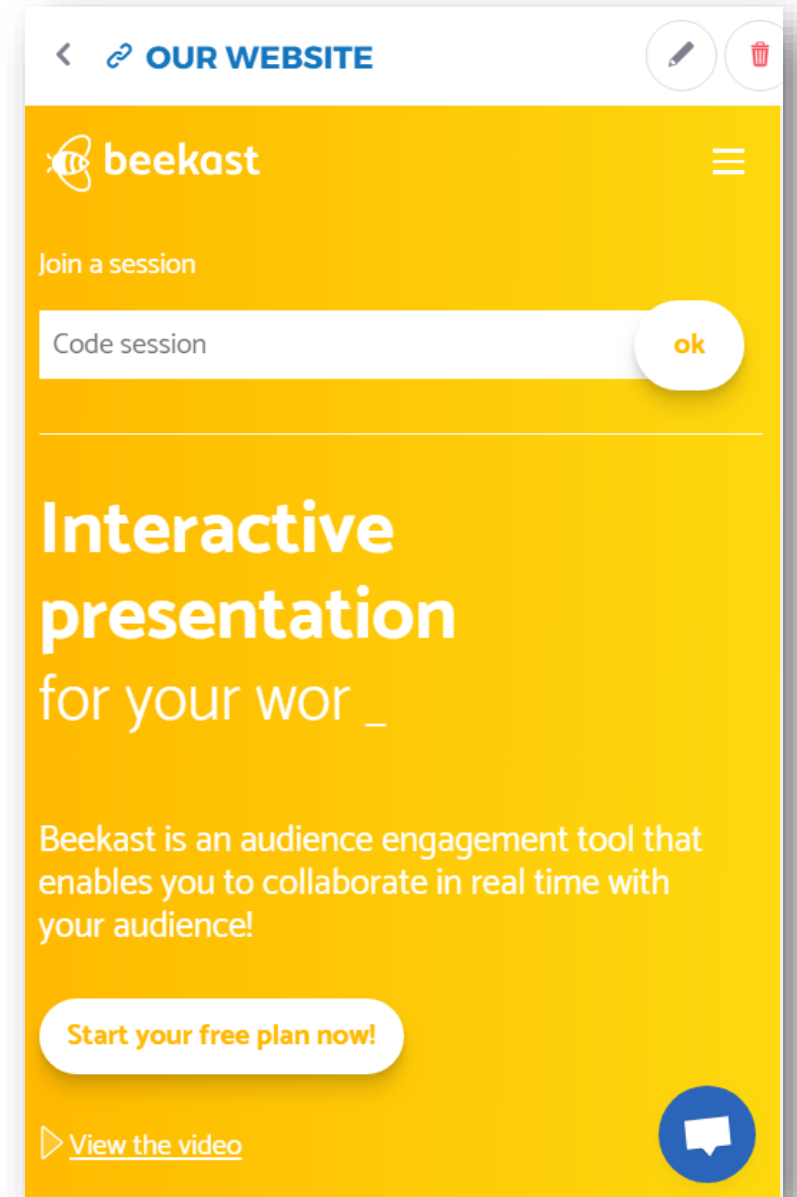 OUR WEBSITE
beekast
Join a session
Code session
ok
Interactive
presentation
for your wor _
Beekast is an audience engagement tool that
enables you to collaborate in real time with
your audience!
Start your free plan now!
View the video